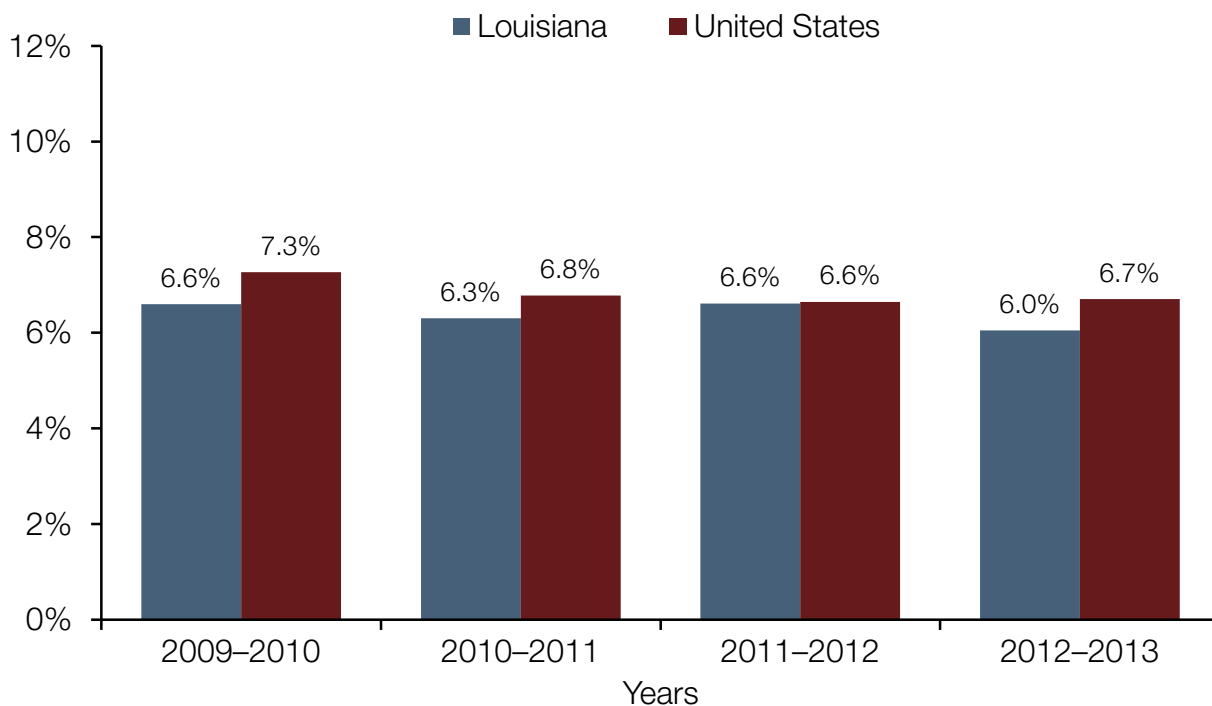 Louisiana United States
12%
10%
8%
6%
4%
2%
0%
6.6% 7.3% 6.3% 6.8% 6.6% 6.6% 6.0% 6.7%
2009–2010 2010–2011 2011–2012 2012–2013
Years